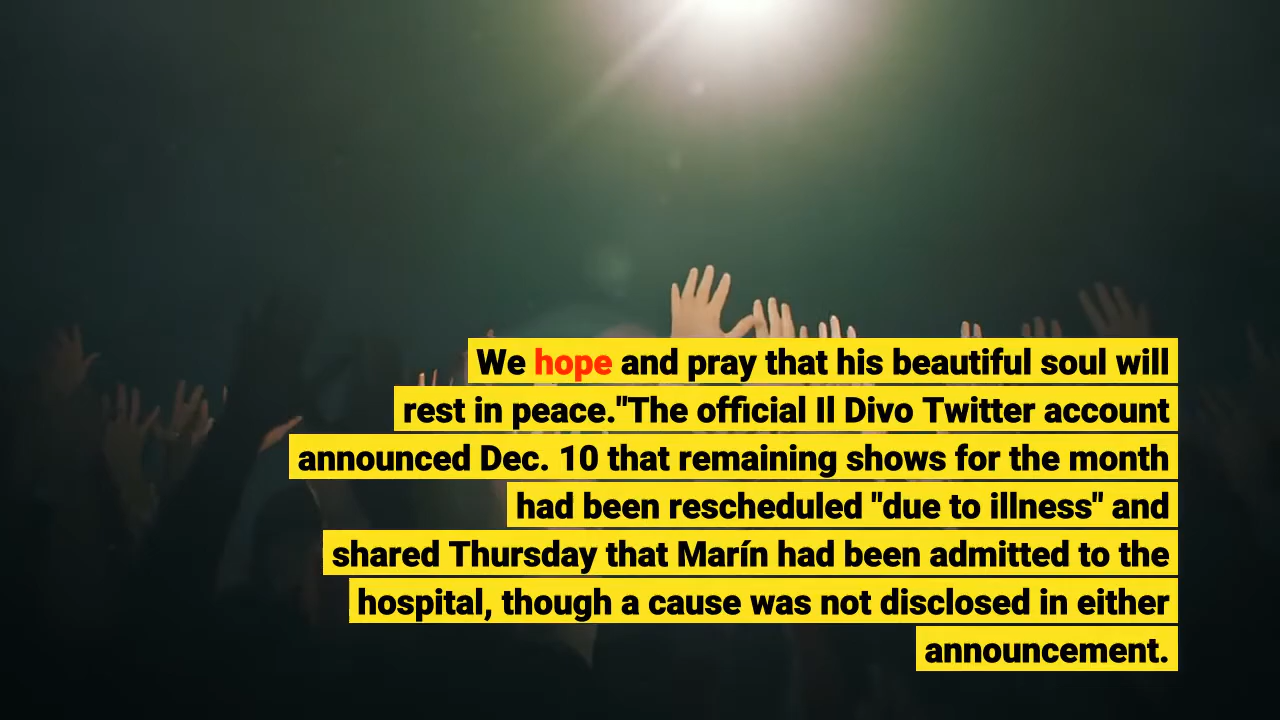 We hope and pray that his beautiful soul will
rest in peace."The official Il Divo Twitter account
announced Dec. 10 that remaining shows for the month
had been rescheduled "due to illness" and
shared Thursday that Marín had been admitted to the
hospital, though a cause was not disclosed in either
announcement.